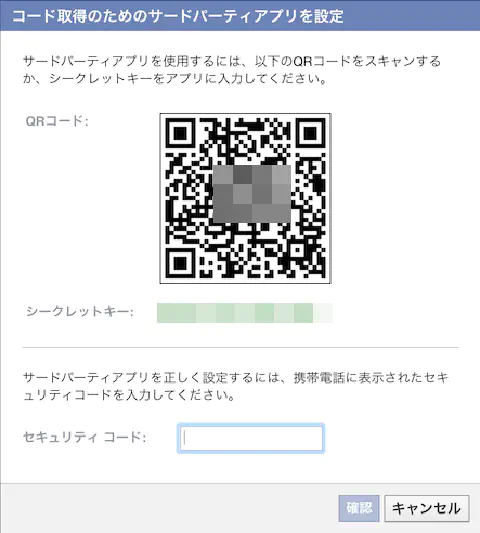 コード取得のためのサードパーティアプリを設定
サードパーティアプリを使用するには、以下のQRコードをスキャンする
か、シークレットキーをアプリに入力してください。
QRコード:
シークレットキー:
サードパーティアプリを正しく設定するには、携帯電話に表示されたセキ
ュリティコードを入力してください。
セキュリティ コード:
確認
キャンセル